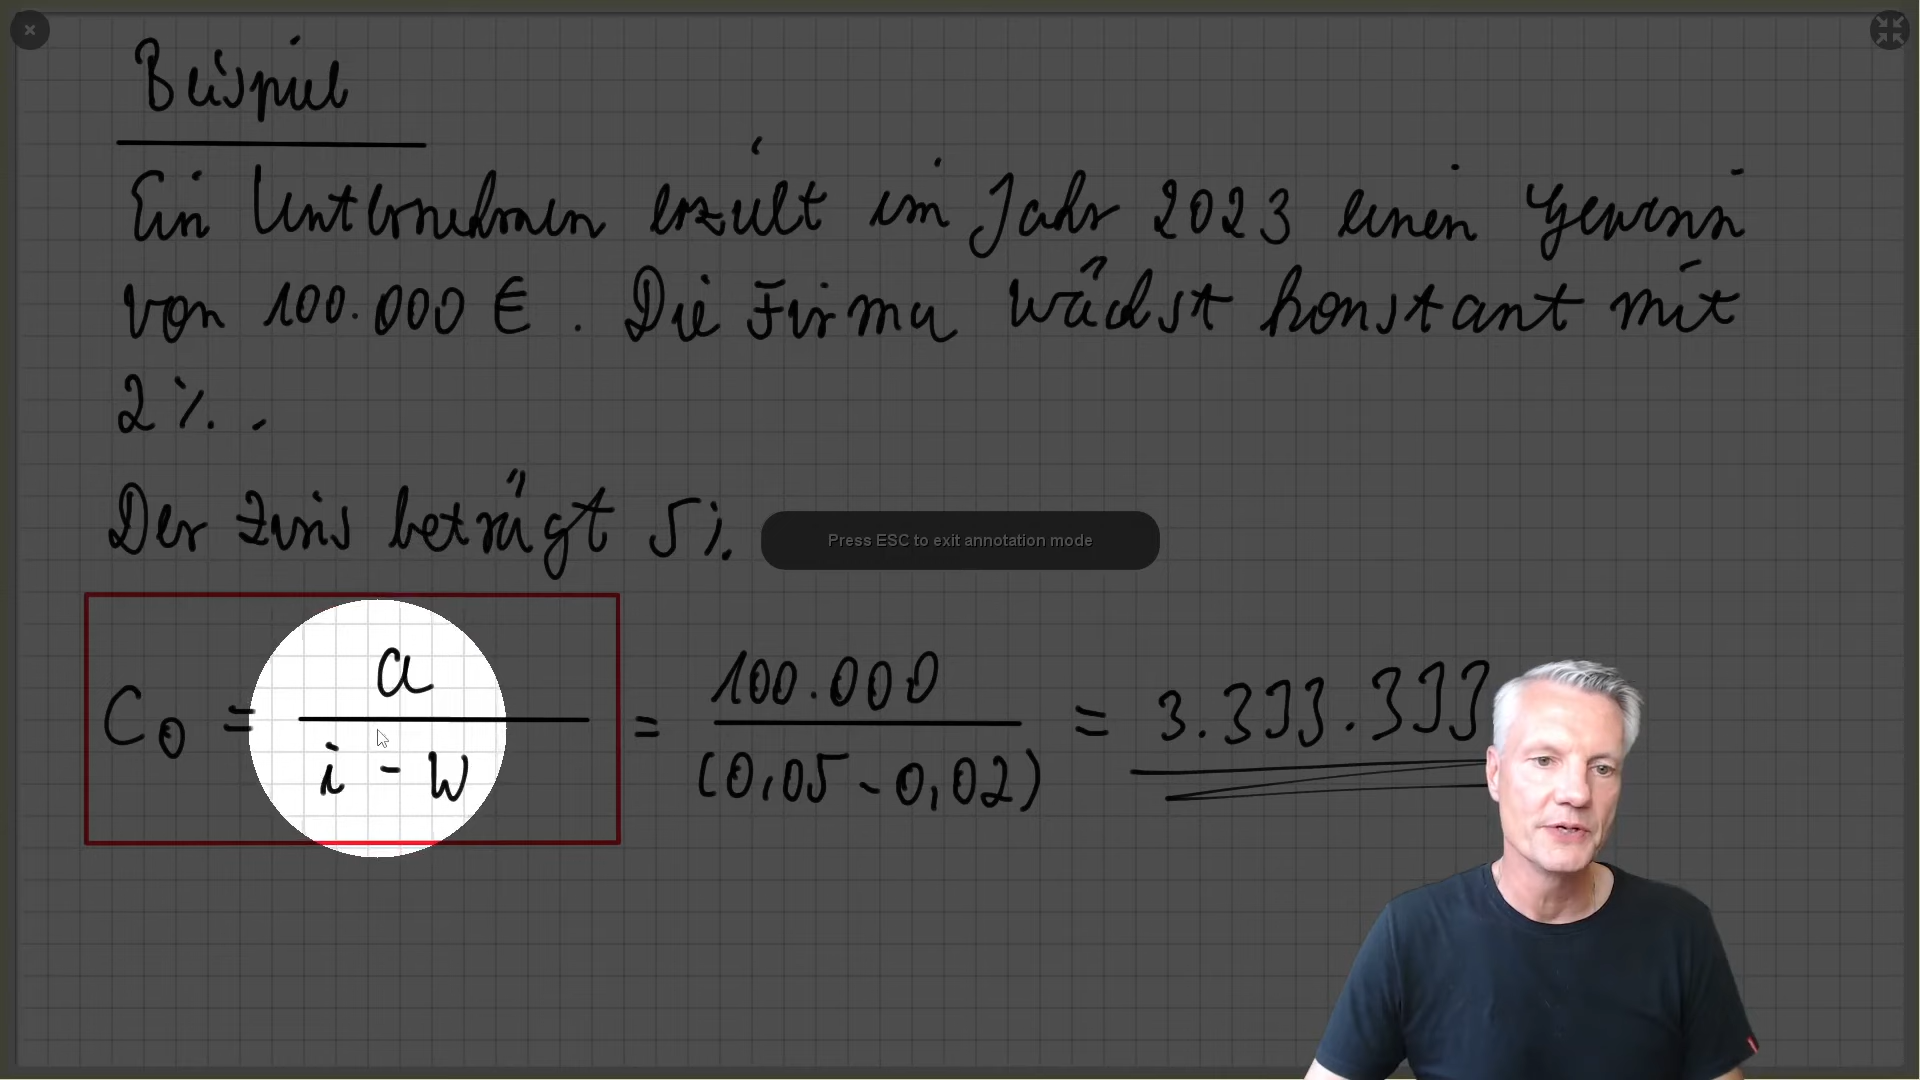 Beispiel
Ein Unternehmen erzielt im Jahr 2023 einen Gewinn
von 100.000 € . Die Firma wächst konstant mit
2 % .
Der Zins beträgt 5 %.
Press ESC to exit annotation mode
C₀ = a / (i - w) = 100.000 / (0,05 - 0,02) = 3.333.333